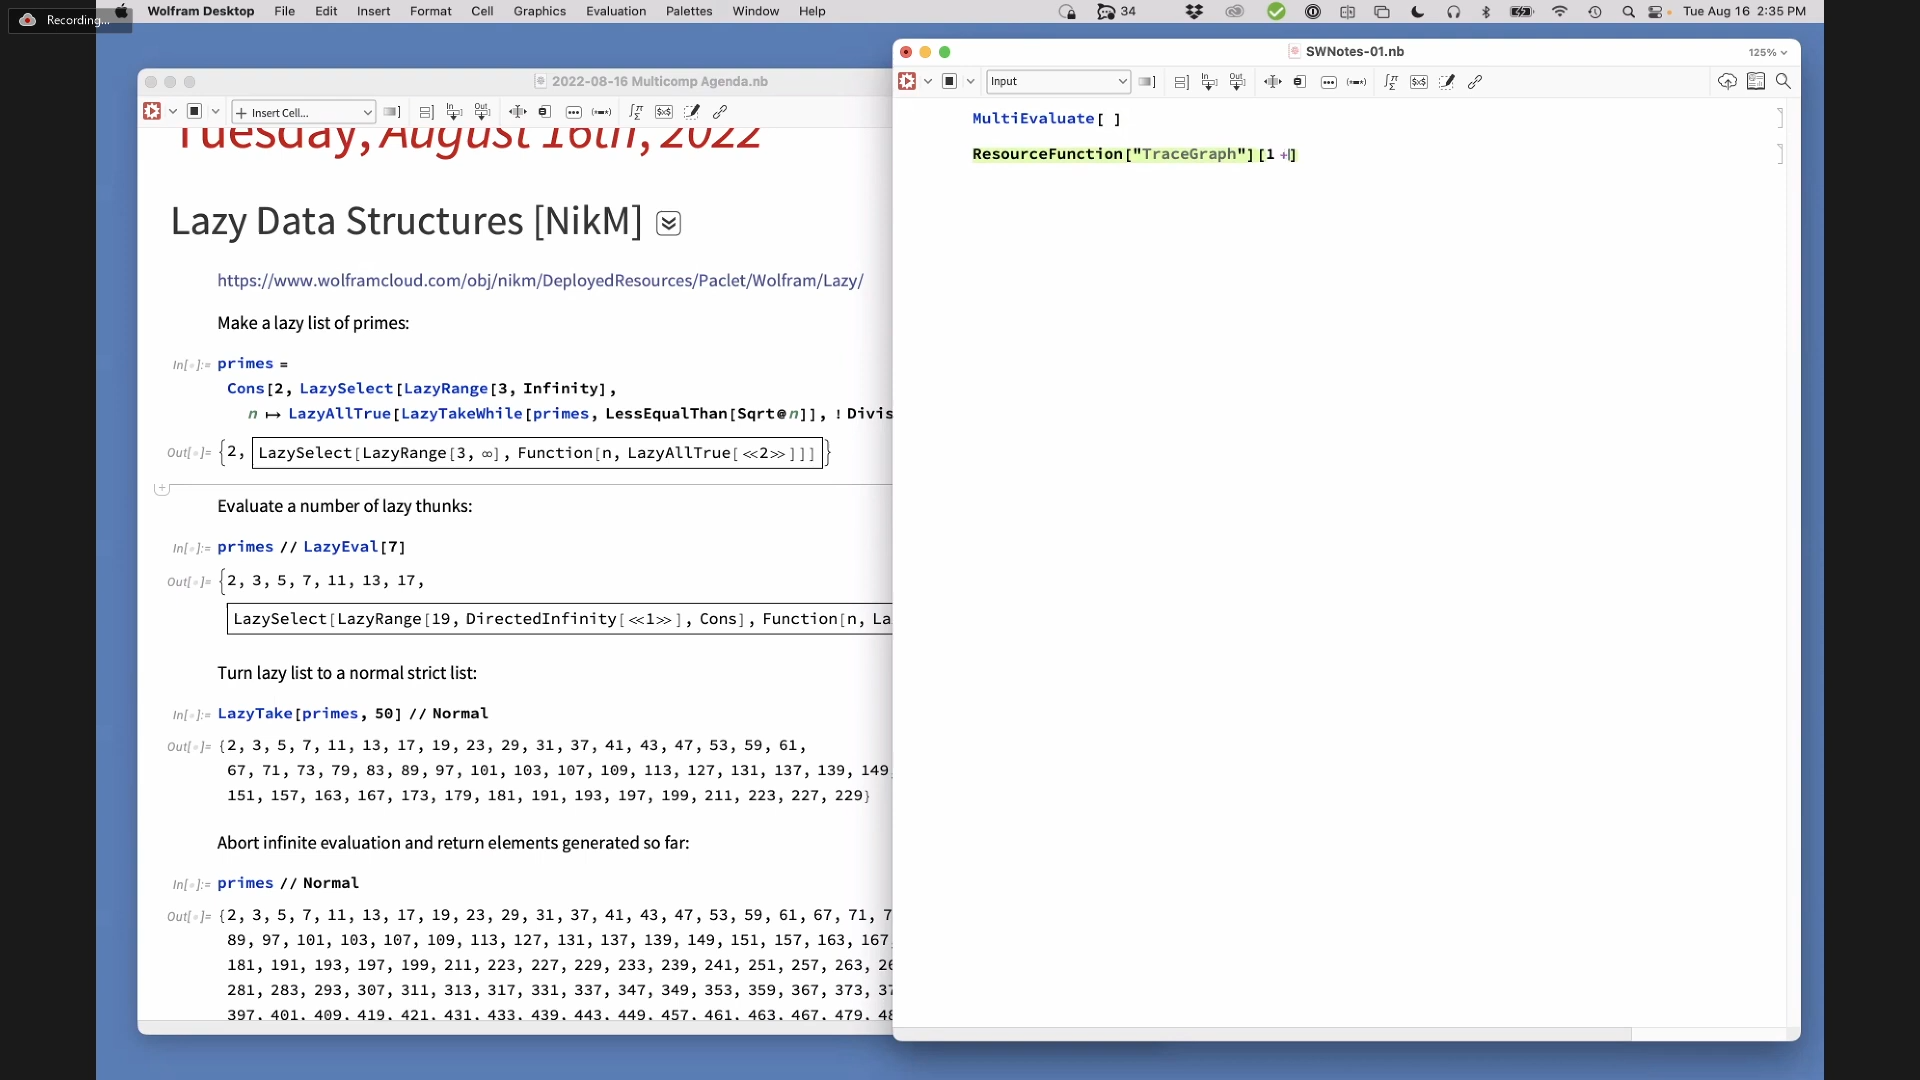 Recording...
Wolfram Desktop File Edit Insert Format Cell Graphics Evaluation Palettes Window Help 34 Tue Aug 16 2:35 PM
2022-08-16 Multicomp Agenda.nb
Insert Cell...
Tuesday, August 16th, 2022
Lazy Data Structures [NikM]
https://www.wolframcloud.com/obj/nikm/DeployedResources/Paclet/Wolfram/Lazy/
Make a lazy list of primes:
In[ ]:= primes =
Cons[2, LazySelect[LazyRange[3, Infinity],
n ↦ LazyAllTrue[LazyTakeWhile[primes, LessEqualThan[Sqrt@n]], ! Divis
Out[ ]= {2, LazySelect[LazyRange[3, ∞], Function[n, LazyAllTrue[≪2≫]]]}
Evaluate a number of lazy thunks:
In[ ]:= primes // LazyEval[7]
Out[ ]= {2, 3, 5, 7, 11, 13, 17,
LazySelect[LazyRange[19, DirectedInfinity[≪1≫], Cons], Function[n, La
Turn lazy list to a normal strict list:
In[ ]:= LazyTake[primes, 50] // Normal
Out[ ]= {2, 3, 5, 7, 11, 13, 17, 19, 23, 29, 31, 37, 41, 43, 47, 53, 59, 61,
67, 71, 73, 79, 83, 89, 97, 101, 103, 107, 109, 113, 127, 131, 137, 139, 149,
151, 157, 163, 167, 173, 179, 181, 191, 193, 197, 199, 211, 223, 227, 229}
Abort infinite evaluation and return elements generated so far:
In[ ]:= primes // Normal
Out[ ]= {2, 3, 5, 7, 11, 13, 17, 19, 23, 29, 31, 37, 41, 43, 47, 53, 59, 61, 67, 71, 7
89, 97, 101, 103, 107, 109, 113, 127, 131, 137, 139, 149, 151, 157, 163, 167,
181, 191, 193, 197, 199, 211, 223, 227, 229, 233, 239, 241, 251, 257, 263, 26
281, 283, 293, 307, 311, 313, 317, 331, 337, 347, 349, 353, 359, 367, 373, 37
397, 401, 409, 419, 421, 431, 433, 439, 443, 449, 457, 461, 463, 467, 479, 48
SWNotes-01.nb
125%
Input
MultiEvaluate[ ]
ResourceFunction["TraceGraph"][1 +]